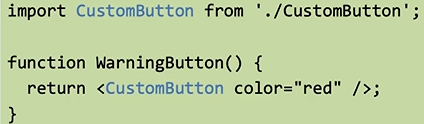 import CustomButton from './CustomButton';
function WarningButton() {
  return <CustomButton color="red" />;
}